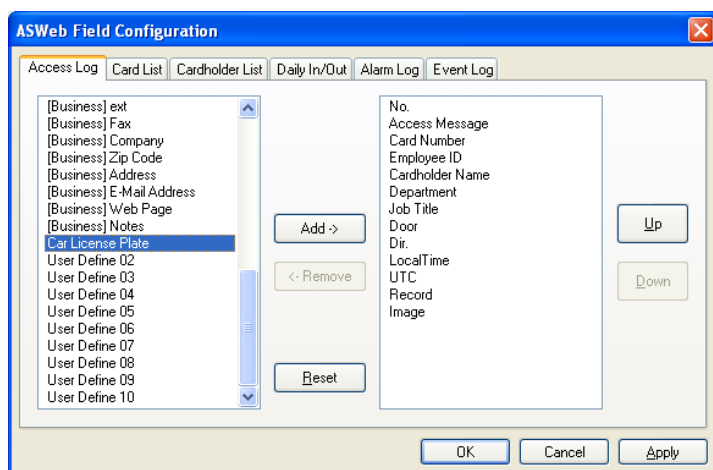 ASWeb Field Configuration
Access Log
Card List
Cardholder List
Daily In/Out
Alarm Log
Event Log
[Business] ext
[Business] Fax
[Business] Company
[Business] Zip Code
[Business] Address
[Business] E-Mail Address
[Business] Web Page
[Business] Notes
Car License Plate
User Define 02
User Define 03
User Define 04
User Define 05
User Define 06
User Define 07
User Define 08
User Define 09
User Define 10
Add ->
<- Remove
Reset
No.
Access Message
Card Number
Employee ID
Cardholder Name
Department
Job Title
Door
Dir.
LocalTime
UTC
Record
Image
Up
Down
OK
Cancel
Apply